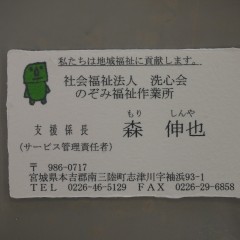 私たちは地域福祉に貢献します。
社会福祉法人 洗心会
のぞみ福祉作業所
もり しんや
支援係長 森 伸也
(サービス管理責任者)
〒 986-0717
宮城県本吉郡南三陸町志津川字袖浜93-1
TEL 0226-46-5129 FAX 0226-29-6858